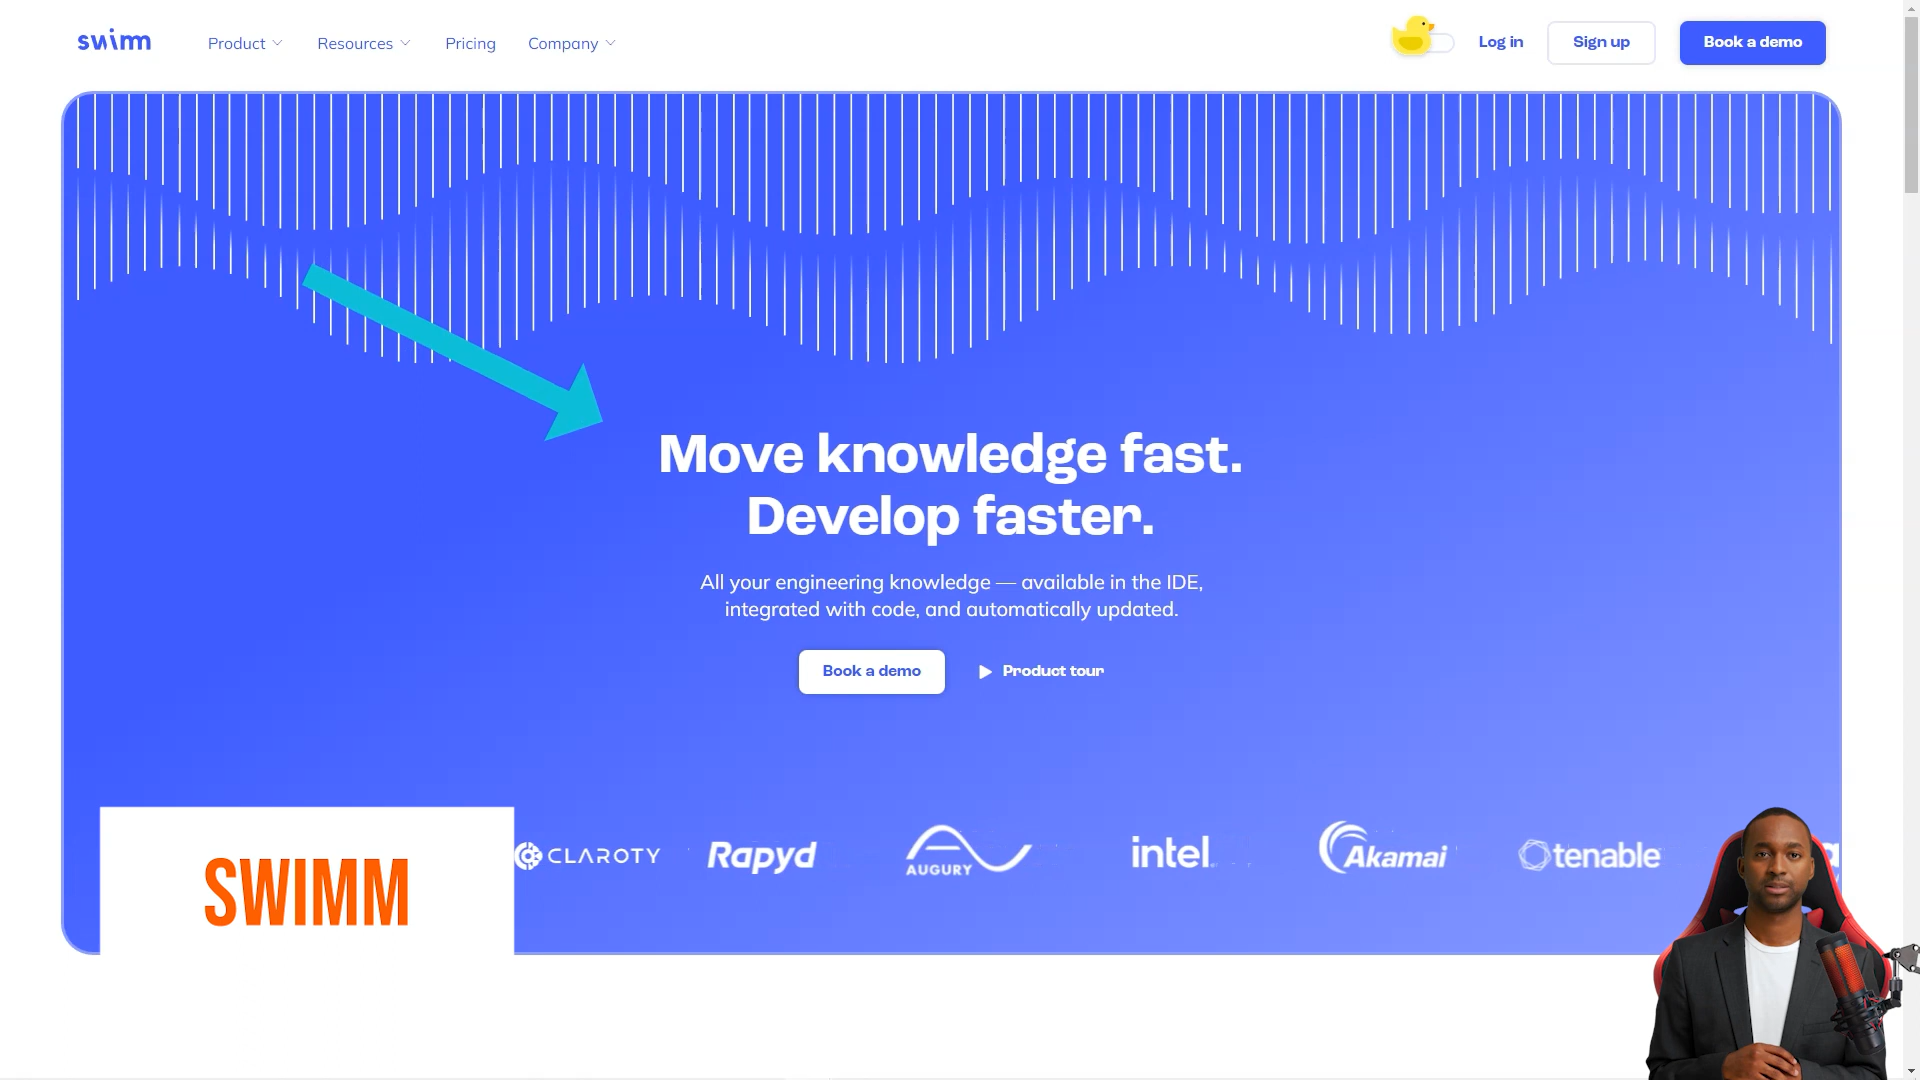 swimm
Product
Resources
Pricing
Company
Log in
Sign up
Book a demo
Move knowledge fast.
Develop faster.
All your engineering knowledge — available in the IDE,
integrated with code, and automatically updated.
Book a demo
Product tour
SWIMM
CLAROTY
Rapyd
AUGURY
intel
Akamai
tenable